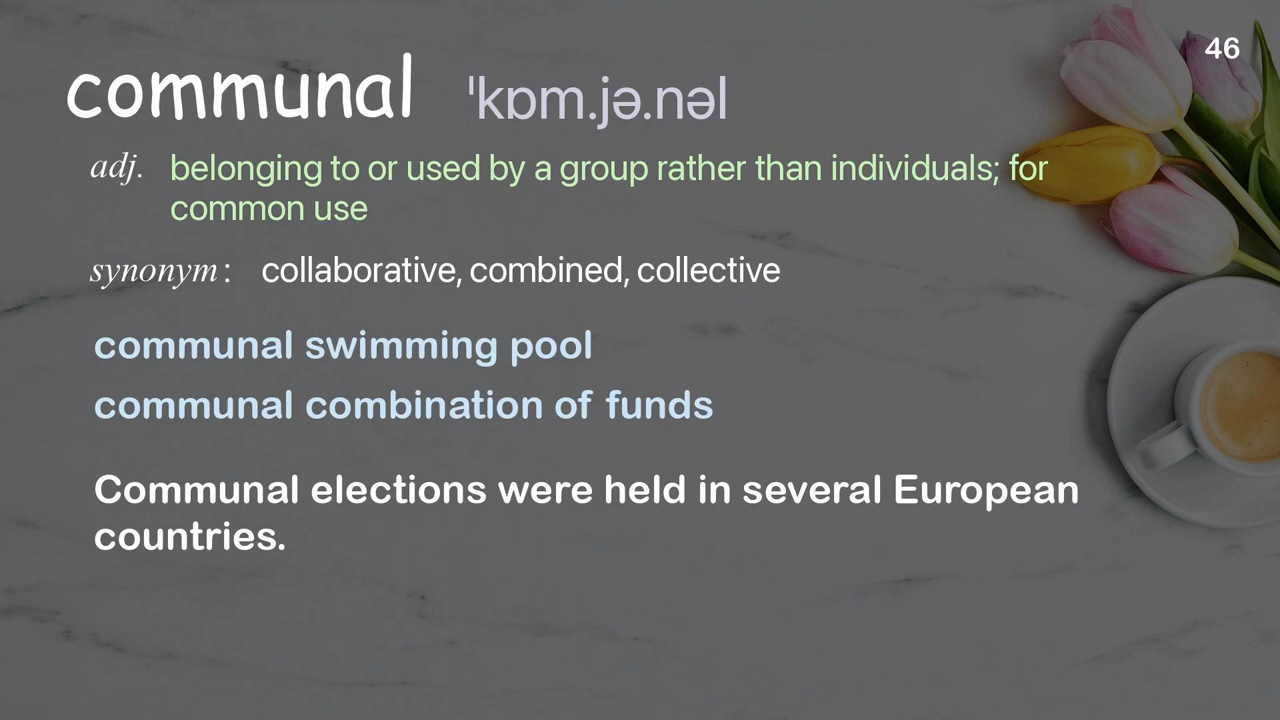 46
communal ˈkɒm.jə.nəl
adj. belonging to or used by a group rather than individuals; for
common use
synonym: collaborative, combined, collective
communal swimming pool
communal combination of funds
Communal elections were held in several European
countries.